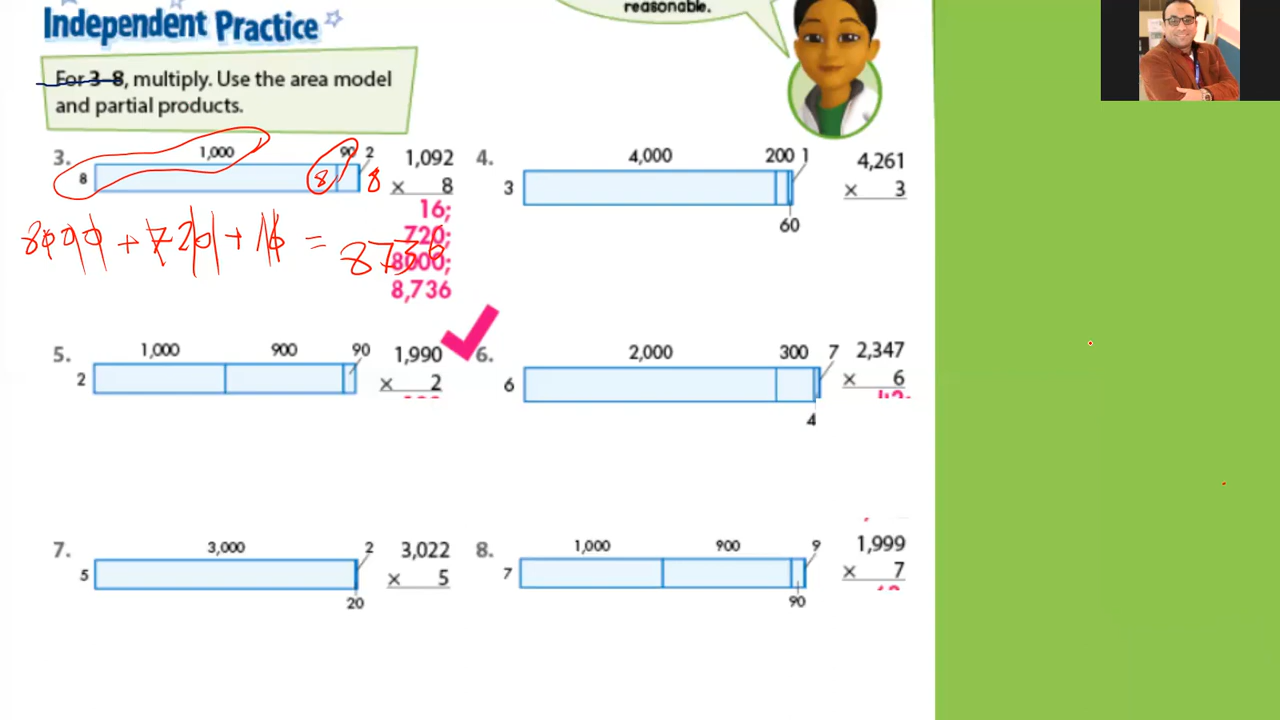 reasonable.
Independent Practice
For 3–8, multiply. Use the area model
and partial products.
3. 1,000 90 2 1,092
8 8 8 × 8
16;
720;
8000;
8,736
8000 + 720 + 16 = 8736
4. 4,000 200 1 4,261
3 × 3
60
5. 1,000 900 90 1,990
2 × 2
6. 2,000 300 7 2,347
6 × 6
4
7. 3,000 2 3,022
5 × 5
20
8. 1,000 900 9 1,999
7 × 7
90